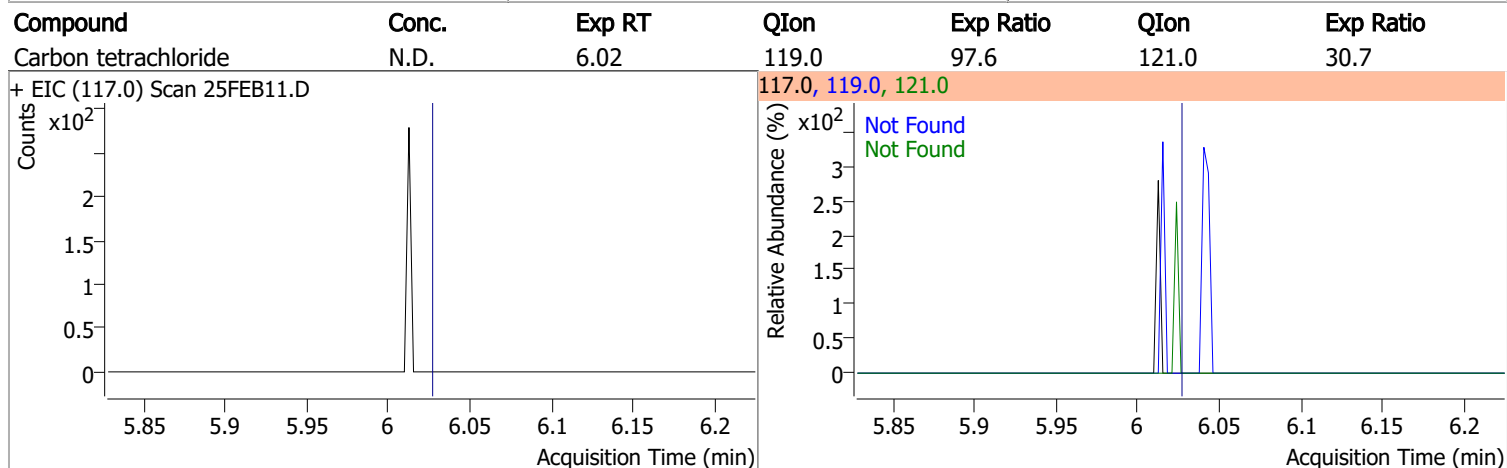 Compound Conc. Exp RT QIon Exp Ratio QIon Exp Ratio
Carbon tetrachloride N.D. 6.02 119.0 97.6 121.0 30.7
+ EIC (117.0) Scan 25FEB11.D
Counts
x10²
2
1.5
1
0.5
0
5.85 5.9 5.95 6 6.05 6.1 6.15 6.2
Acquisition Time (min)
117.0, 119.0, 121.0
Relative Abundance (%)
x10²
Not Found
Not Found
3
2.5
2
1.5
1
0.5
0
5.85 5.9 5.95 6 6.05 6.1 6.15 6.2
Acquisition Time (min)